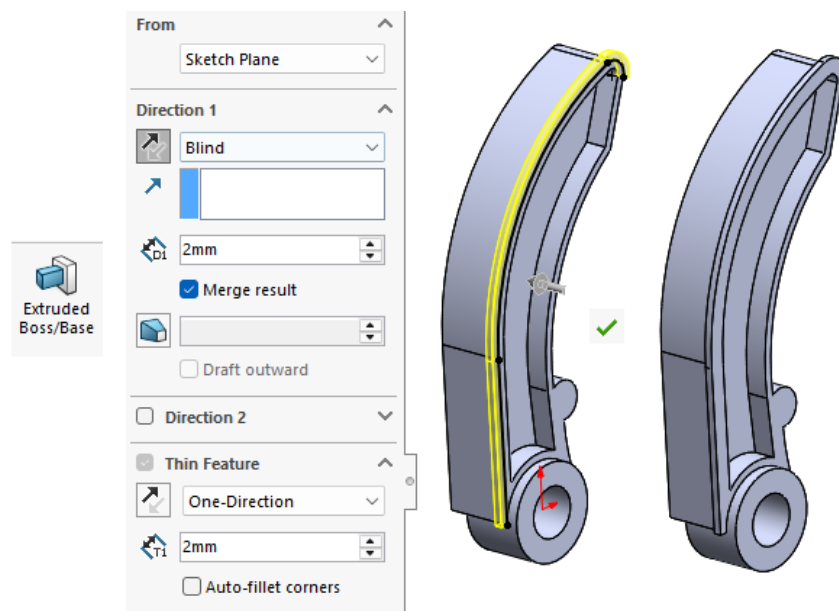 From
Sketch Plane
Direction 1
Blind
D1
2mm
Merge result
Draft outward
Direction 2
Thin Feature
One-Direction
T1
2mm
Auto-fillet corners
Extruded
Boss/Base